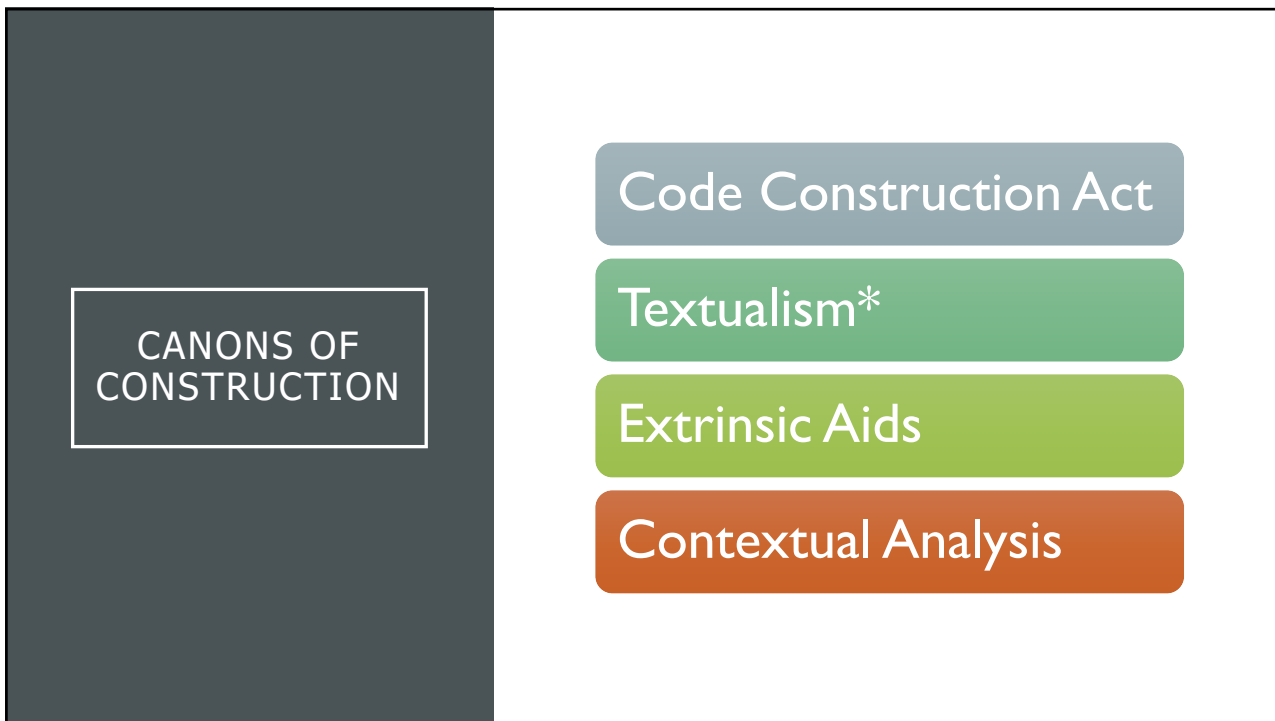 CANONS OF
CONSTRUCTION
Code Construction Act
Textualism*
Extrinsic Aids
Contextual Analysis